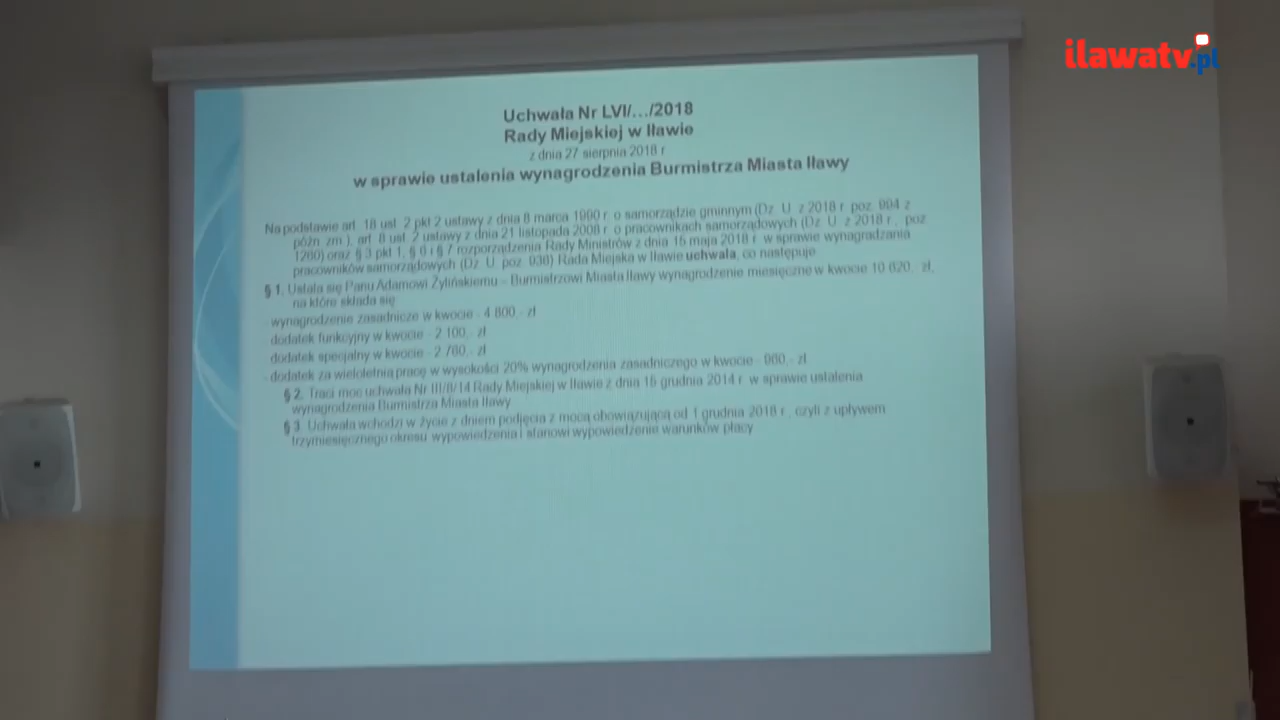 ilawatv.pl
Uchwała Nr LVI/.../2018
Rady Miejskiej w Iławie
z dnia 27 sierpnia 2018 r
w sprawie ustalenia wynagrodzenia Burmistrza Miasta Iławy
Na podstawie art. 18 ust. 2 pkt 2 ustawy z dnia 8 marca 1990 r. o samorządzie gminnym (Dz. U. z 2018 r. poz. 994 z
późn. zm.), art. 8 ust. 2 ustawy z dnia 21 listopada 2008 r. o pracownikach samorządowych (Dz. U. z 2018 r., poz.
1260) oraz § 3 pkt 1, § 6 i § 7 rozporządzenia Rady Ministrów z dnia 15 maja 2018 r. w sprawie wynagradzania
pracowników samorządowych (Dz. U. poz. 936) Rada Miejska w Iławie uchwala, co następuje
§ 1. Ustala się Panu Adamowi Żylińskiemu – Burmistrzowi Miasta Iławy wynagrodzenie miesięczne w kwocie 10 620,- zł,
na które składa się
- wynagrodzenie zasadnicze w kwocie - 4 800,- zł
- dodatek funkcyjny w kwocie - 2 100,- zł
- dodatek specjalny w kwocie - 2 760,- zł
- dodatek za wieloletnią pracę w wysokości 20% wynagrodzenia zasadniczego w kwocie - 960,- zł
§ 2. Traci moc uchwała Nr III/8/14 Rady Miejskiej w Iławie z dnia 15 grudnia 2014 r. w sprawie ustalenia
wynagrodzenia Burmistrza Miasta Iławy
§ 3. Uchwała wchodzi w życie z dniem podjęcia z mocą obowiązującą od 1 grudnia 2018 r., czyli z upływem
trzymiesięcznego okresu wypowiedzenia i stanowi wypowiedzenie warunków płacy